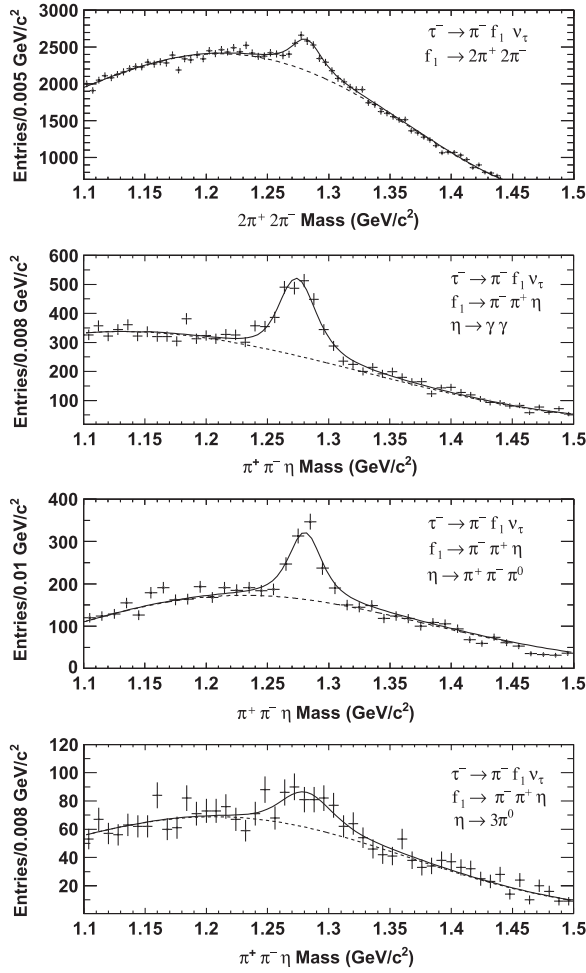 3000
2500
2000
1500
1000
Entries/0.005 GeV/c²
τ⁻ → π⁻ f₁ ν_τ
f₁ → 2π⁺ 2π⁻
1.1 1.15 1.2 1.25 1.3 1.35 1.4 1.45 1.5
2π⁺ 2π⁻ Mass (GeV/c²)
600
500
400
300
200
100
Entries/0.008 GeV/c²
τ⁻ → π⁻ f₁ ν_τ
f₁ → π⁻ π⁺ η
η → γ γ
1.1 1.15 1.2 1.25 1.3 1.35 1.4 1.45 1.5
π⁺ π⁻ η Mass (GeV/c²)
400
300
200
100
0
Entries/0.01 GeV/c²
τ⁻ → π⁻ f₁ ν_τ
f₁ → π⁻ π⁺ η
η → π⁺ π⁻ π⁰
1.1 1.15 1.2 1.25 1.3 1.35 1.4 1.45 1.5
π⁺ π⁻ η Mass (GeV/c²)
120
100
80
60
40
20
Entries/0.008 GeV/c²
τ⁻ → π⁻ f₁ ν_τ
f₁ → π⁻ π⁺ η
η → 3π⁰
1.1 1.15 1.2 1.25 1.3 1.35 1.4 1.45 1.5
π⁺ π⁻ η Mass (GeV/c²)